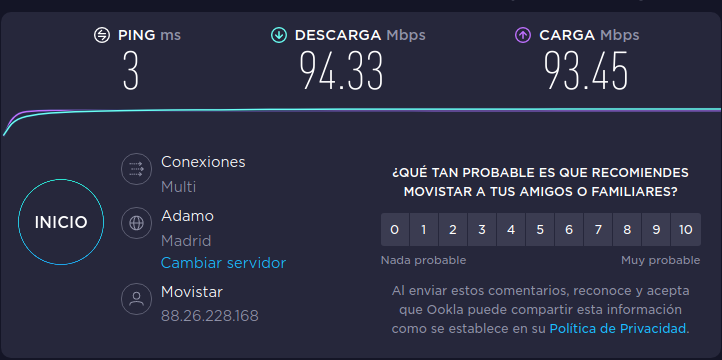 PING ms
DESCARGA Mbps
CARGA Mbps
3
94.33
93.45
INICIO
Conexiones
Multi
Adamo
Madrid
Cambiar servidor
Movistar
88.26.228.168
¿QUÉ TAN PROBABLE ES QUE RECOMIENDES
MOVISTAR A TUS AMIGOS O FAMILIARES?
0 1 2 3 4 5 6 7 8 9 10
Nada probable
Muy probable
Al enviar estos comentarios, reconoce y acepta
que Ookla puede compartir esta información
como se establece en su Política de Privacidad.